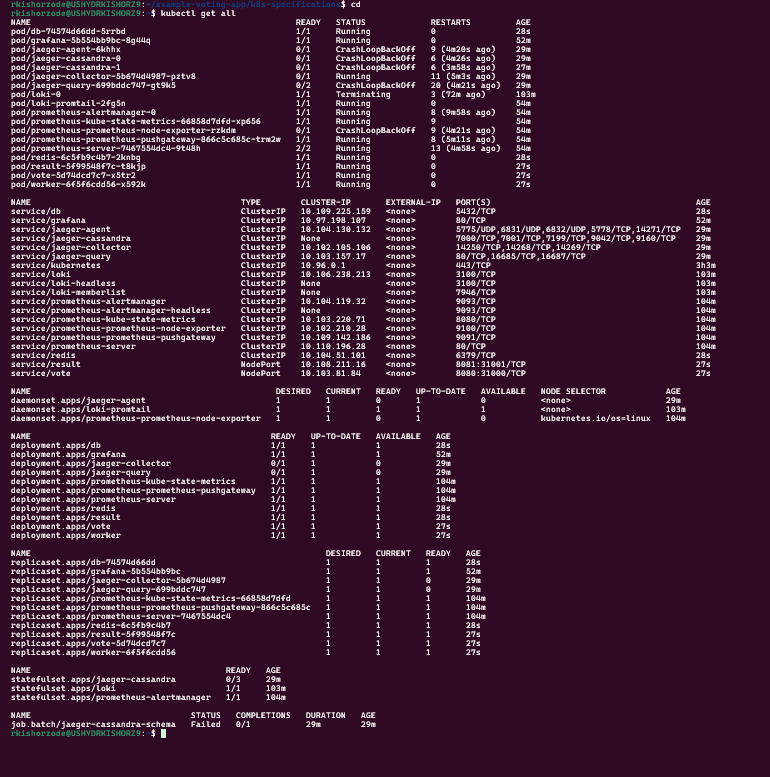 rkishorzode@USHYDRKISHORZ9:~/example-voting-app/k8s-specifications$ cd
rkishorzode@USHYDRKISHORZ9:~$ kubectl get all
NAME READY STATUS RESTARTS AGE
pod/db-74574d66dd-5rrbd 1/1 Running 0 28s
pod/grafana-5b554bb9bc-8g44q 1/1 Running 0 52m
pod/jaeger-agent-6khhx 0/1 CrashLoopBackOff 9 (4m20s ago) 29m
pod/jaeger-cassandra-0 0/1 CrashLoopBackOff 6 (4m26s ago) 29m
pod/jaeger-cassandra-1 0/1 CrashLoopBackOff 6 (3m58s ago) 27m
pod/jaeger-collector-5b674d4987-pztv8 0/1 Running 11 (5m3s ago) 29m
pod/jaeger-query-699bddc747-gt9k5 0/2 CrashLoopBackOff 20 (4m21s ago) 29m
pod/loki-0 1/1 Terminating 3 (72m ago) 103m
pod/loki-promtail-2fg5n 1/1 Running 0 54m
pod/prometheus-alertmanager-0 1/1 Running 8 (9m58s ago) 54m
pod/prometheus-kube-state-metrics-66858d7dfd-xp656 1/1 Running 9 54m
pod/prometheus-prometheus-node-exporter-rzkdm 0/1 CrashLoopBackOff 9 (4m21s ago) 54m
pod/prometheus-prometheus-pushgateway-866c5c685c-trm2w 1/1 Running 8 (5m11s ago) 54m
pod/prometheus-server-7467554dc4-9t48h 2/2 Running 13 (4m58s ago) 54m
pod/redis-6c5fb9c4b7-2knbg 1/1 Running 0 28s
pod/result-5f99548f7c-t8kjp 1/1 Running 0 27s
pod/vote-5d74dcd7c7-x5tr2 1/1 Running 0 27s
pod/worker-6f5f6cdd56-x592k 1/1 Running 0 27s
NAME TYPE CLUSTER-IP EXTERNAL-IP PORT(S) AGE
service/db ClusterIP 10.109.225.159 <none> 5432/TCP 28s
service/grafana ClusterIP 10.97.198.107 <none> 80/TCP 52m
service/jaeger-agent ClusterIP 10.104.130.132 <none> 5775/UDP,6831/UDP,6832/UDP,5778/TCP,14271/TCP 29m
service/jaeger-cassandra ClusterIP None <none> 7000/TCP,7001/TCP,7199/TCP,9042/TCP,9160/TCP 29m
service/jaeger-collector ClusterIP 10.102.105.106 <none> 14250/TCP,14268/TCP,14269/TCP 29m
service/jaeger-query ClusterIP 10.103.157.17 <none> 80/TCP,16685/TCP,16687/TCP 29m
service/kubernetes ClusterIP 10.96.0.1 <none> 443/TCP 3h3m
service/loki ClusterIP 10.106.238.213 <none> 3100/TCP 103m
service/loki-headless ClusterIP None <none> 3100/TCP 103m
service/loki-memberlist ClusterIP None <none> 7946/TCP 103m
service/prometheus-alertmanager ClusterIP 10.104.119.32 <none> 9093/TCP 104m
service/prometheus-alertmanager-headless ClusterIP None <none> 9093/TCP 104m
service/prometheus-kube-state-metrics ClusterIP 10.103.220.71 <none> 8080/TCP 104m
service/prometheus-prometheus-node-exporter ClusterIP 10.102.210.28 <none> 9100/TCP 104m
service/prometheus-prometheus-pushgateway ClusterIP 10.109.142.186 <none> 9091/TCP 104m
service/prometheus-server ClusterIP 10.110.196.28 <none> 80/TCP 104m
service/redis ClusterIP 10.104.51.101 <none> 6379/TCP 28s
service/result NodePort 10.108.211.16 <none> 8081:31001/TCP 27s
service/vote NodePort 10.103.81.84 <none> 8080:31000/TCP 27s
NAME DESIRED CURRENT READY UP-TO-DATE AVAILABLE NODE SELECTOR AGE
daemonset.apps/jaeger-agent 1 1 0 1 0 <none> 29m
daemonset.apps/loki-promtail 1 1 1 1 1 <none> 103m
daemonset.apps/prometheus-prometheus-node-exporter 1 1 0 1 0 kubernetes.io/os=linux 104m
NAME READY UP-TO-DATE AVAILABLE AGE
deployment.apps/db 1/1 1 1 28s
deployment.apps/grafana 1/1 1 1 52m
deployment.apps/jaeger-collector 0/1 1 0 29m
deployment.apps/jaeger-query 0/1 1 0 29m
deployment.apps/prometheus-kube-state-metrics 1/1 1 1 104m
deployment.apps/prometheus-prometheus-pushgateway 1/1 1 1 104m
deployment.apps/prometheus-server 1/1 1 1 104m
deployment.apps/redis 1/1 1 1 28s
deployment.apps/result 1/1 1 1 28s
deployment.apps/vote 1/1 1 1 27s
deployment.apps/worker 1/1 1 1 27s
NAME DESIRED CURRENT READY AGE
replicaset.apps/db-74574d66dd 1 1 1 28s
replicaset.apps/grafana-5b554bb9bc 1 1 1 52m
replicaset.apps/jaeger-collector-5b674d4987 1 1 0 29m
replicaset.apps/jaeger-query-699bddc747 1 1 0 29m
replicaset.apps/prometheus-kube-state-metrics-66858d7dfd 1 1 1 104m
replicaset.apps/prometheus-prometheus-pushgateway-866c5c685c 1 1 1 104m
replicaset.apps/prometheus-server-7467554dc4 1 1 1 104m
replicaset.apps/redis-6c5fb9c4b7 1 1 1 28s
replicaset.apps/result-5f99548f7c 1 1 1 27s
replicaset.apps/vote-5d74dcd7c7 1 1 1 27s
replicaset.apps/worker-6f5f6cdd56 1 1 1 27s
NAME READY AGE
statefulset.apps/jaeger-cassandra 0/3 29m
statefulset.apps/loki 1/1 103m
statefulset.apps/prometheus-alertmanager 1/1 104m
NAME STATUS COMPLETIONS DURATION AGE
job.batch/jaeger-cassandra-schema Failed 0/1 29m 29m
rkishorzode@USHYDRKISHORZ9:~$